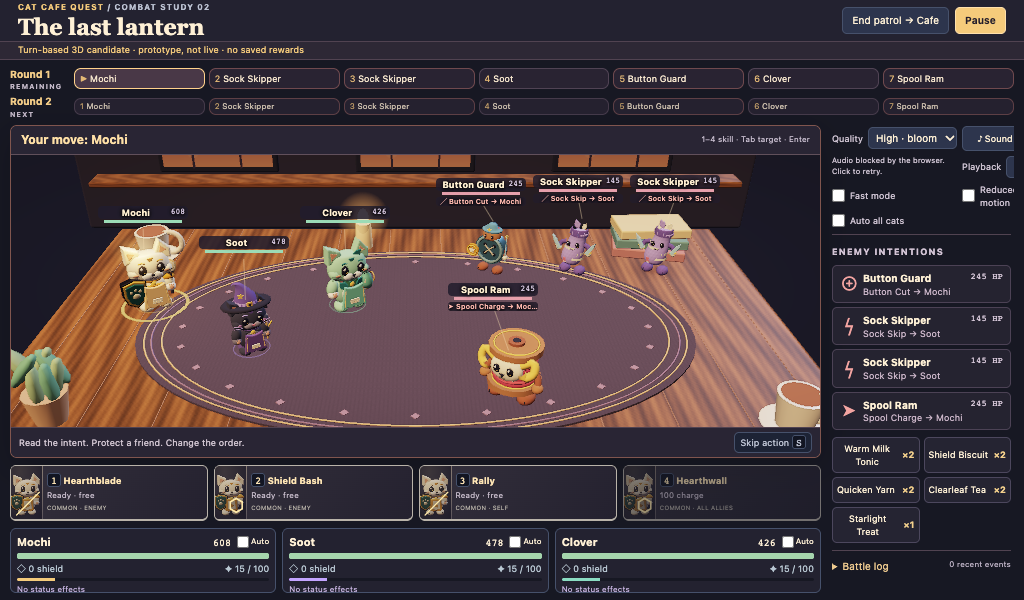 CAT CAFE QUEST / COMBAT STUDY 02
The last lantern
End patrol → Cafe
Pause
Turn-based 3D candidate · prototype, not live · no saved rewards
Round 1
REMAINING
▶ Mochi
2 Sock Skipper
3 Sock Skipper
4 Soot
5 Button Guard
6 Clover
7 Spool Ram
Round 2
NEXT
1 Mochi
2 Sock Skipper
3 Sock Skipper
4 Soot
5 Button Guard
6 Clover
7 Spool Ram
Your move: Mochi
1–4 skill · Tab target · Enter
Button Guard 245
Button Cut → Mochi
Sock Skipper 145
Sock Skip → Soot
Sock Skipper 145
Sock Skip → Soot
Mochi 608
Clover 426
Soot 478
Spool Ram 245
Spool Charge → Moc...
Read the intent. Protect a friend. Change the order.
Skip action S
1 Hearthblade
Ready · free
COMMON · ENEMY
2 Shield Bash
Ready · free
COMMON · ENEMY
3 Rally
Ready · free
COMMON · SELF
4 Hearthwall
100 charge
COMMON · ALL ALLIES
Mochi 608 Auto
◇ 0 shield ✦ 15 / 100
No status effects
Soot 478 Auto
◇ 0 shield ✦ 15 / 100
No status effects
Clover 426 Auto
◇ 0 shield ✦ 15 / 100
No status effects
Quality High · bloom ♪ Sound
Audio blocked by the browser.
Click to retry.
Playback
Fast mode
Reduced
motion
Auto all cats
ENEMY INTENTIONS
Button Guard 245 HP
Button Cut → Mochi
Sock Skipper 145 HP
Sock Skip → Soot
Sock Skipper 145 HP
Sock Skip → Soot
Spool Ram 245 HP
Spool Charge → Mochi
Warm Milk
Tonic ×2
Shield Biscuit ×2
Quicken Yarn ×2
Clearleaf Tea ×2
Starlight
Treat ×1
▶ Battle log
0 recent events